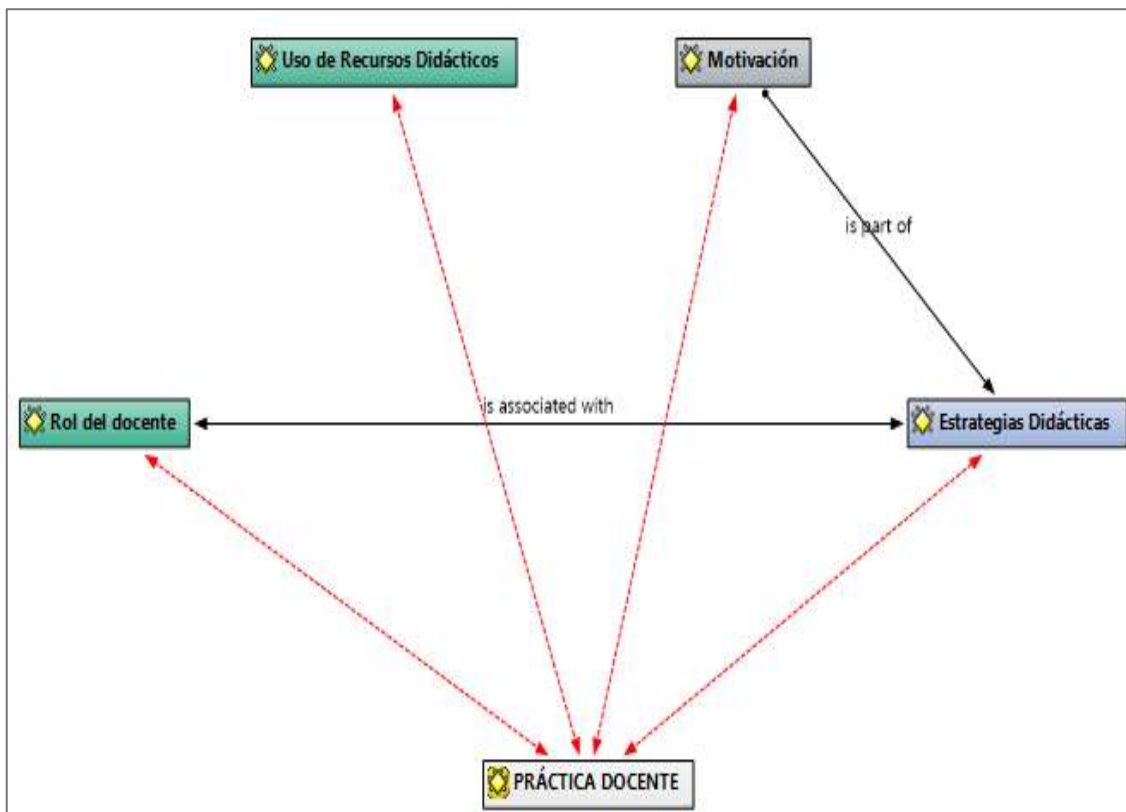 Uso de Recursos Didácticos
Motivación
is part of
is associated with
Rol del docente
Estrategias Didácticas
PRÁCTICA DOCENTE